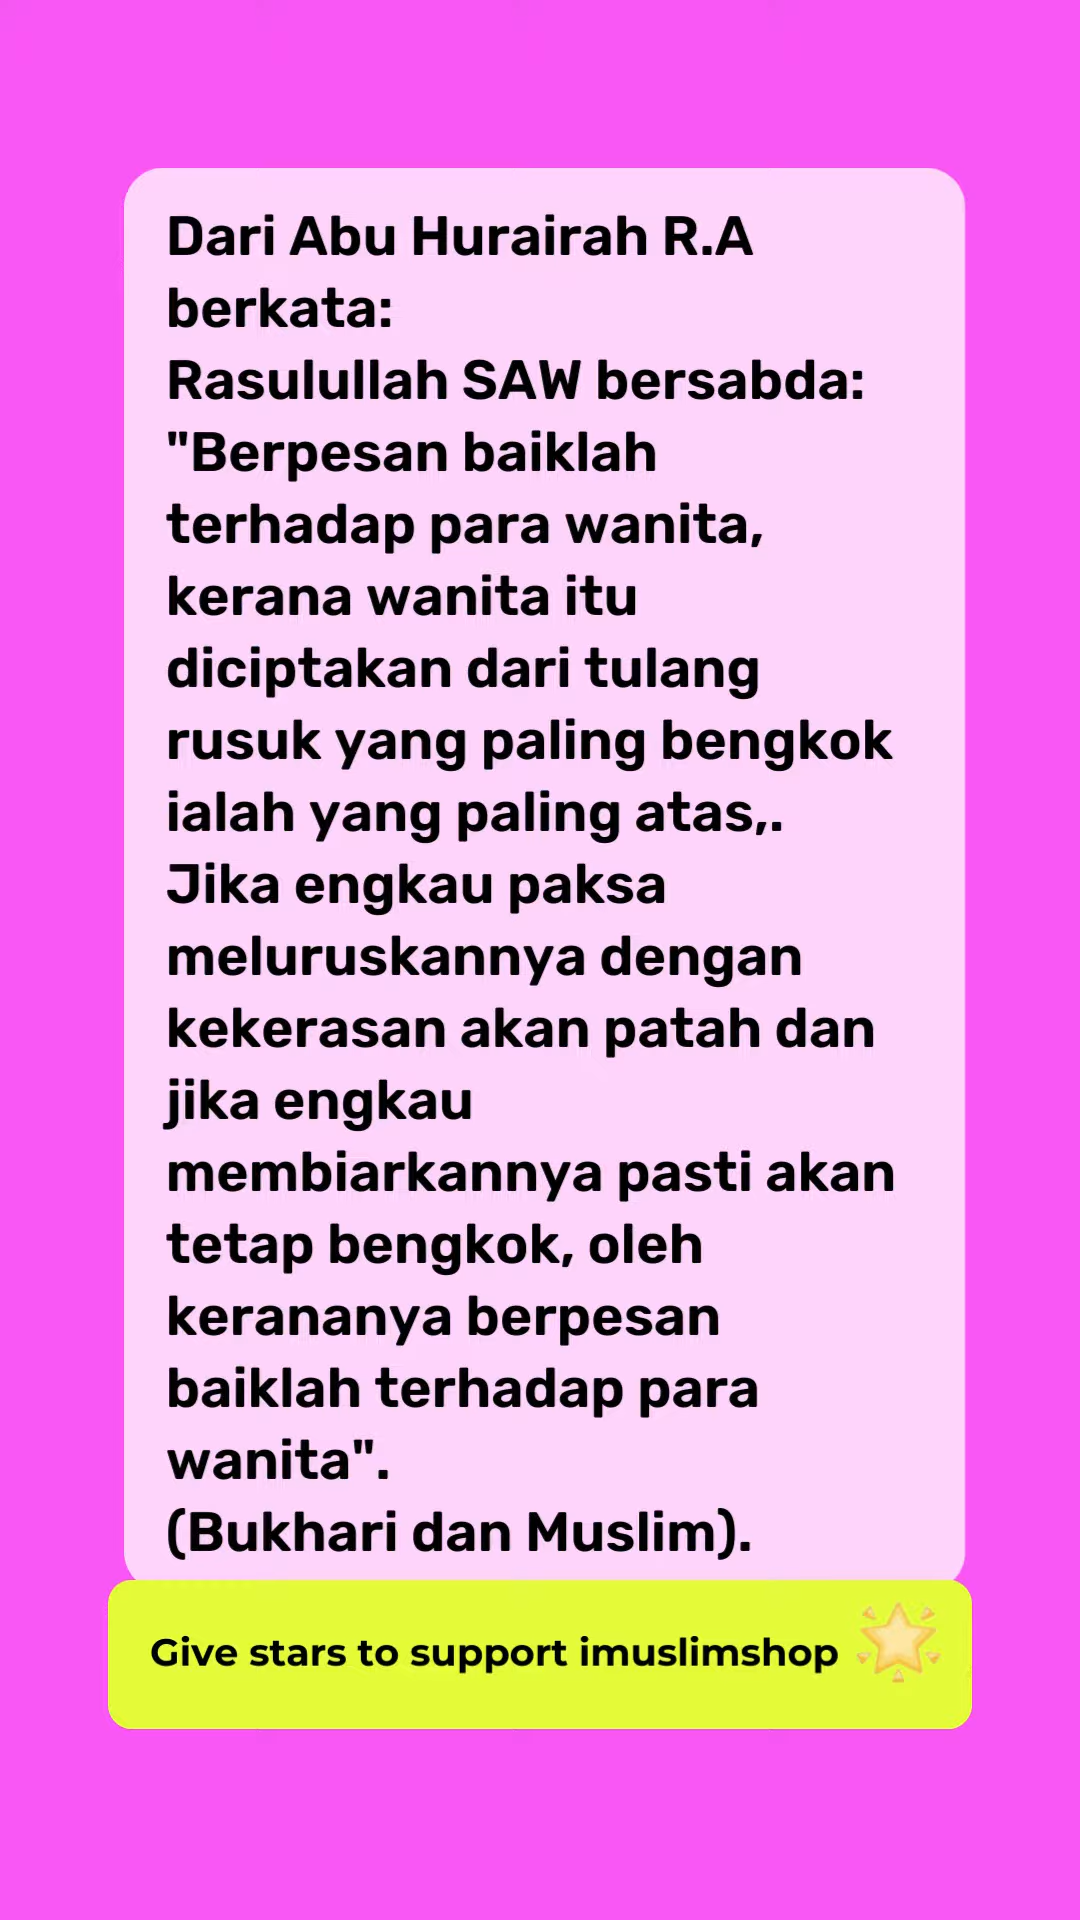 Dari Abu Hurairah R.A
berkata:
Rasulullah SAW bersabda:
"Berpesan baiklah
terhadap para wanita,
kerana wanita itu
diciptakan dari tulang
rusuk yang paling bengkok
ialah yang paling atas,.
Jika engkau paksa
meluruskannya dengan
kekerasan akan patah dan
jika engkau
membiarkannya pasti akan
tetap bengkok, oleh
kerananya berpesan
baiklah terhadap para
wanita".
(Bukhari dan Muslim).
Give stars to support imuslimshop